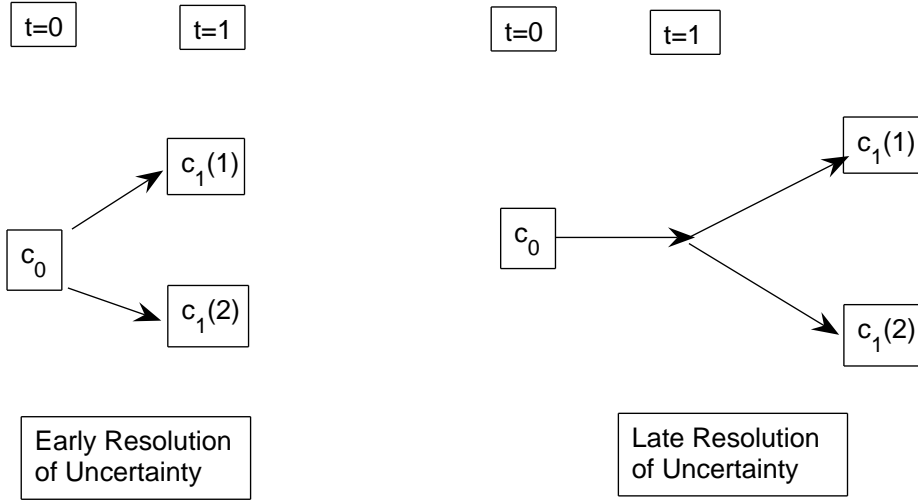 t=0
t=1
c₁(1)
c₀
c₁(2)
Early Resolution
of Uncertainty
t=0
t=1
c₁(1)
c₀
c₁(2)
Late Resolution
of Uncertainty